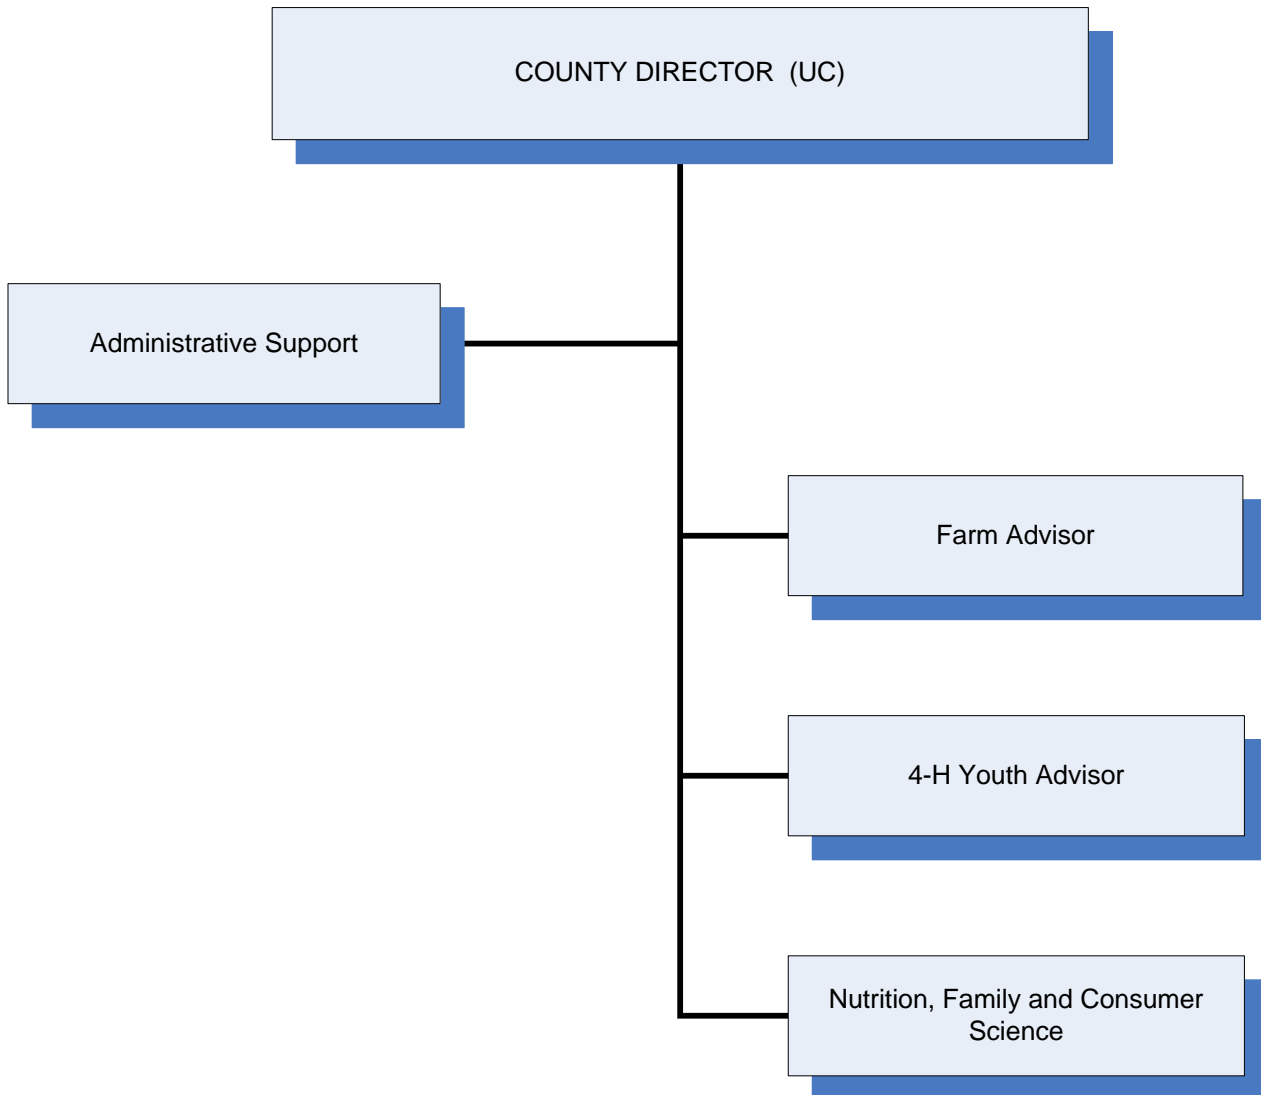 COUNTY DIRECTOR  (UC)
Administrative Support
Farm Advisor
4-H Youth Advisor
Nutrition, Family and Consumer
Science